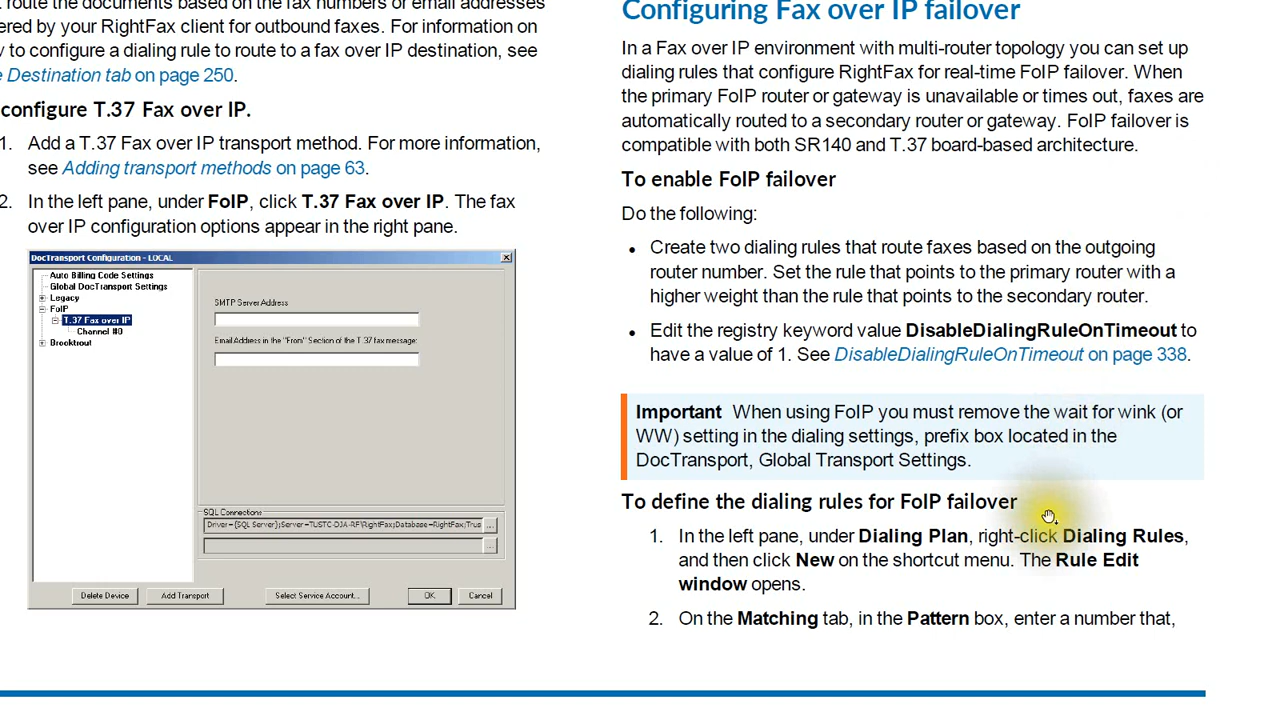 route the documents based on the fax numbers or email addresses
ered by your RightFax client for outbound faxes. For information on
to configure a dialing rule to route to a fax over IP destination, see
Destination tab on page 250.
configure T.37 Fax over IP.
1. Add a T.37 Fax over IP transport method. For more information,
see Adding transport methods on page 63.
2. In the left pane, under FoIP, click T.37 Fax over IP. The fax
over IP configuration options appear in the right pane.
DocTransport Configuration - LOCAL
Auto Billing Code Settings
Global DocTransport Settings
Legacy
FoIP
T.37 Fax over IP
Channel #0
Brooktrout
SMTP Server Address
Email Address in the "From" Section of the T.37 fax message:
SQL Connections
Driver={SQL Server};Server=TUSTC-DJA-RF\RightFax;Database=RightFax;Trus
...
...
Delete Device
Add Transport
Select Service Account...
OK
Cancel
Configuring Fax over IP failover
In a Fax over IP environment with multi-router topology you can set up
dialing rules that configure RightFax for real-time FoIP failover. When
the primary FoIP router or gateway is unavailable or times out, faxes are
automatically routed to a secondary router or gateway. FoIP failover is
compatible with both SR140 and T.37 board-based architecture.
To enable FoIP failover
Do the following:
• Create two dialing rules that route faxes based on the outgoing
router number. Set the rule that points to the primary router with a
higher weight than the rule that points to the secondary router.
• Edit the registry keyword value DisableDialingRuleOnTimeout to
have a value of 1. See DisableDialingRuleOnTimeout on page 338.
Important When using FoIP you must remove the wait for wink (or
WW) setting in the dialing settings, prefix box located in the
DocTransport, Global Transport Settings.
To define the dialing rules for FoIP failover
1. In the left pane, under Dialing Plan, right-click Dialing Rules,
and then click New on the shortcut menu. The Rule Edit
window opens.
2. On the Matching tab, in the Pattern box, enter a number that,